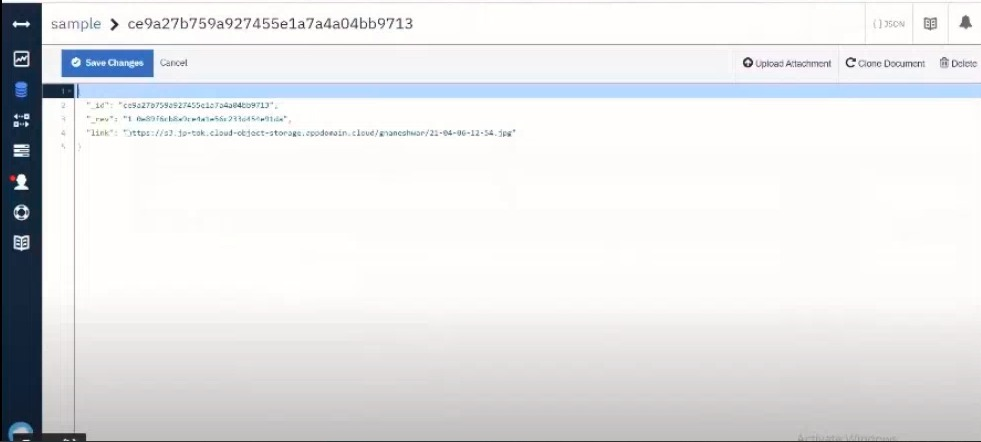 sample > ce9a27b759a927455e1a7a4a04bb9713
{ } JSON
Save Changes
Cancel
Upload Attachment
Clone Document
Delete
1
2 "_id": "ce9a27b759a927455e1a7a4a04bb9713",
3 "_rev":
4 "link": "https://s3.jp-tok.cloud-object-storage.appdomain.cloud/gnaneshwar/21-04-06-12-54.jpg"
5 }
Activate Windows